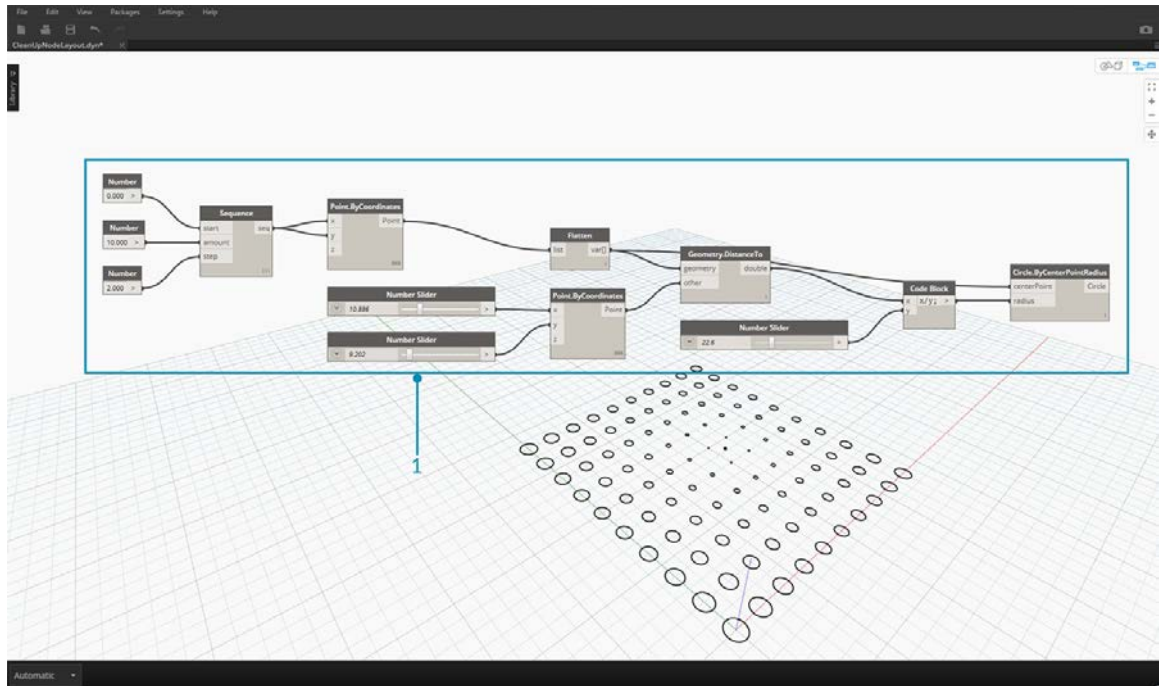 File Edit View Packages Settings Help
CleanUpNodeLayout.dyn* X
Library
Number
0.000 >
Number
10.000 >
Number
2.000 >
Sequence
start seq
amount
step
Point.ByCoordinates
x Point
y
z
Number Slider
10.886 >
Number Slider
9.202 >
Flatten
list var[]
Point.ByCoordinates
x Point
y
z
Geometry.DistanceTo
geometry double
other
Number Slider
22.6 >
Code Block
x x/y; >
y
Circle.ByCenterPointRadius
centerPoint Circle
radius
1
Automatic